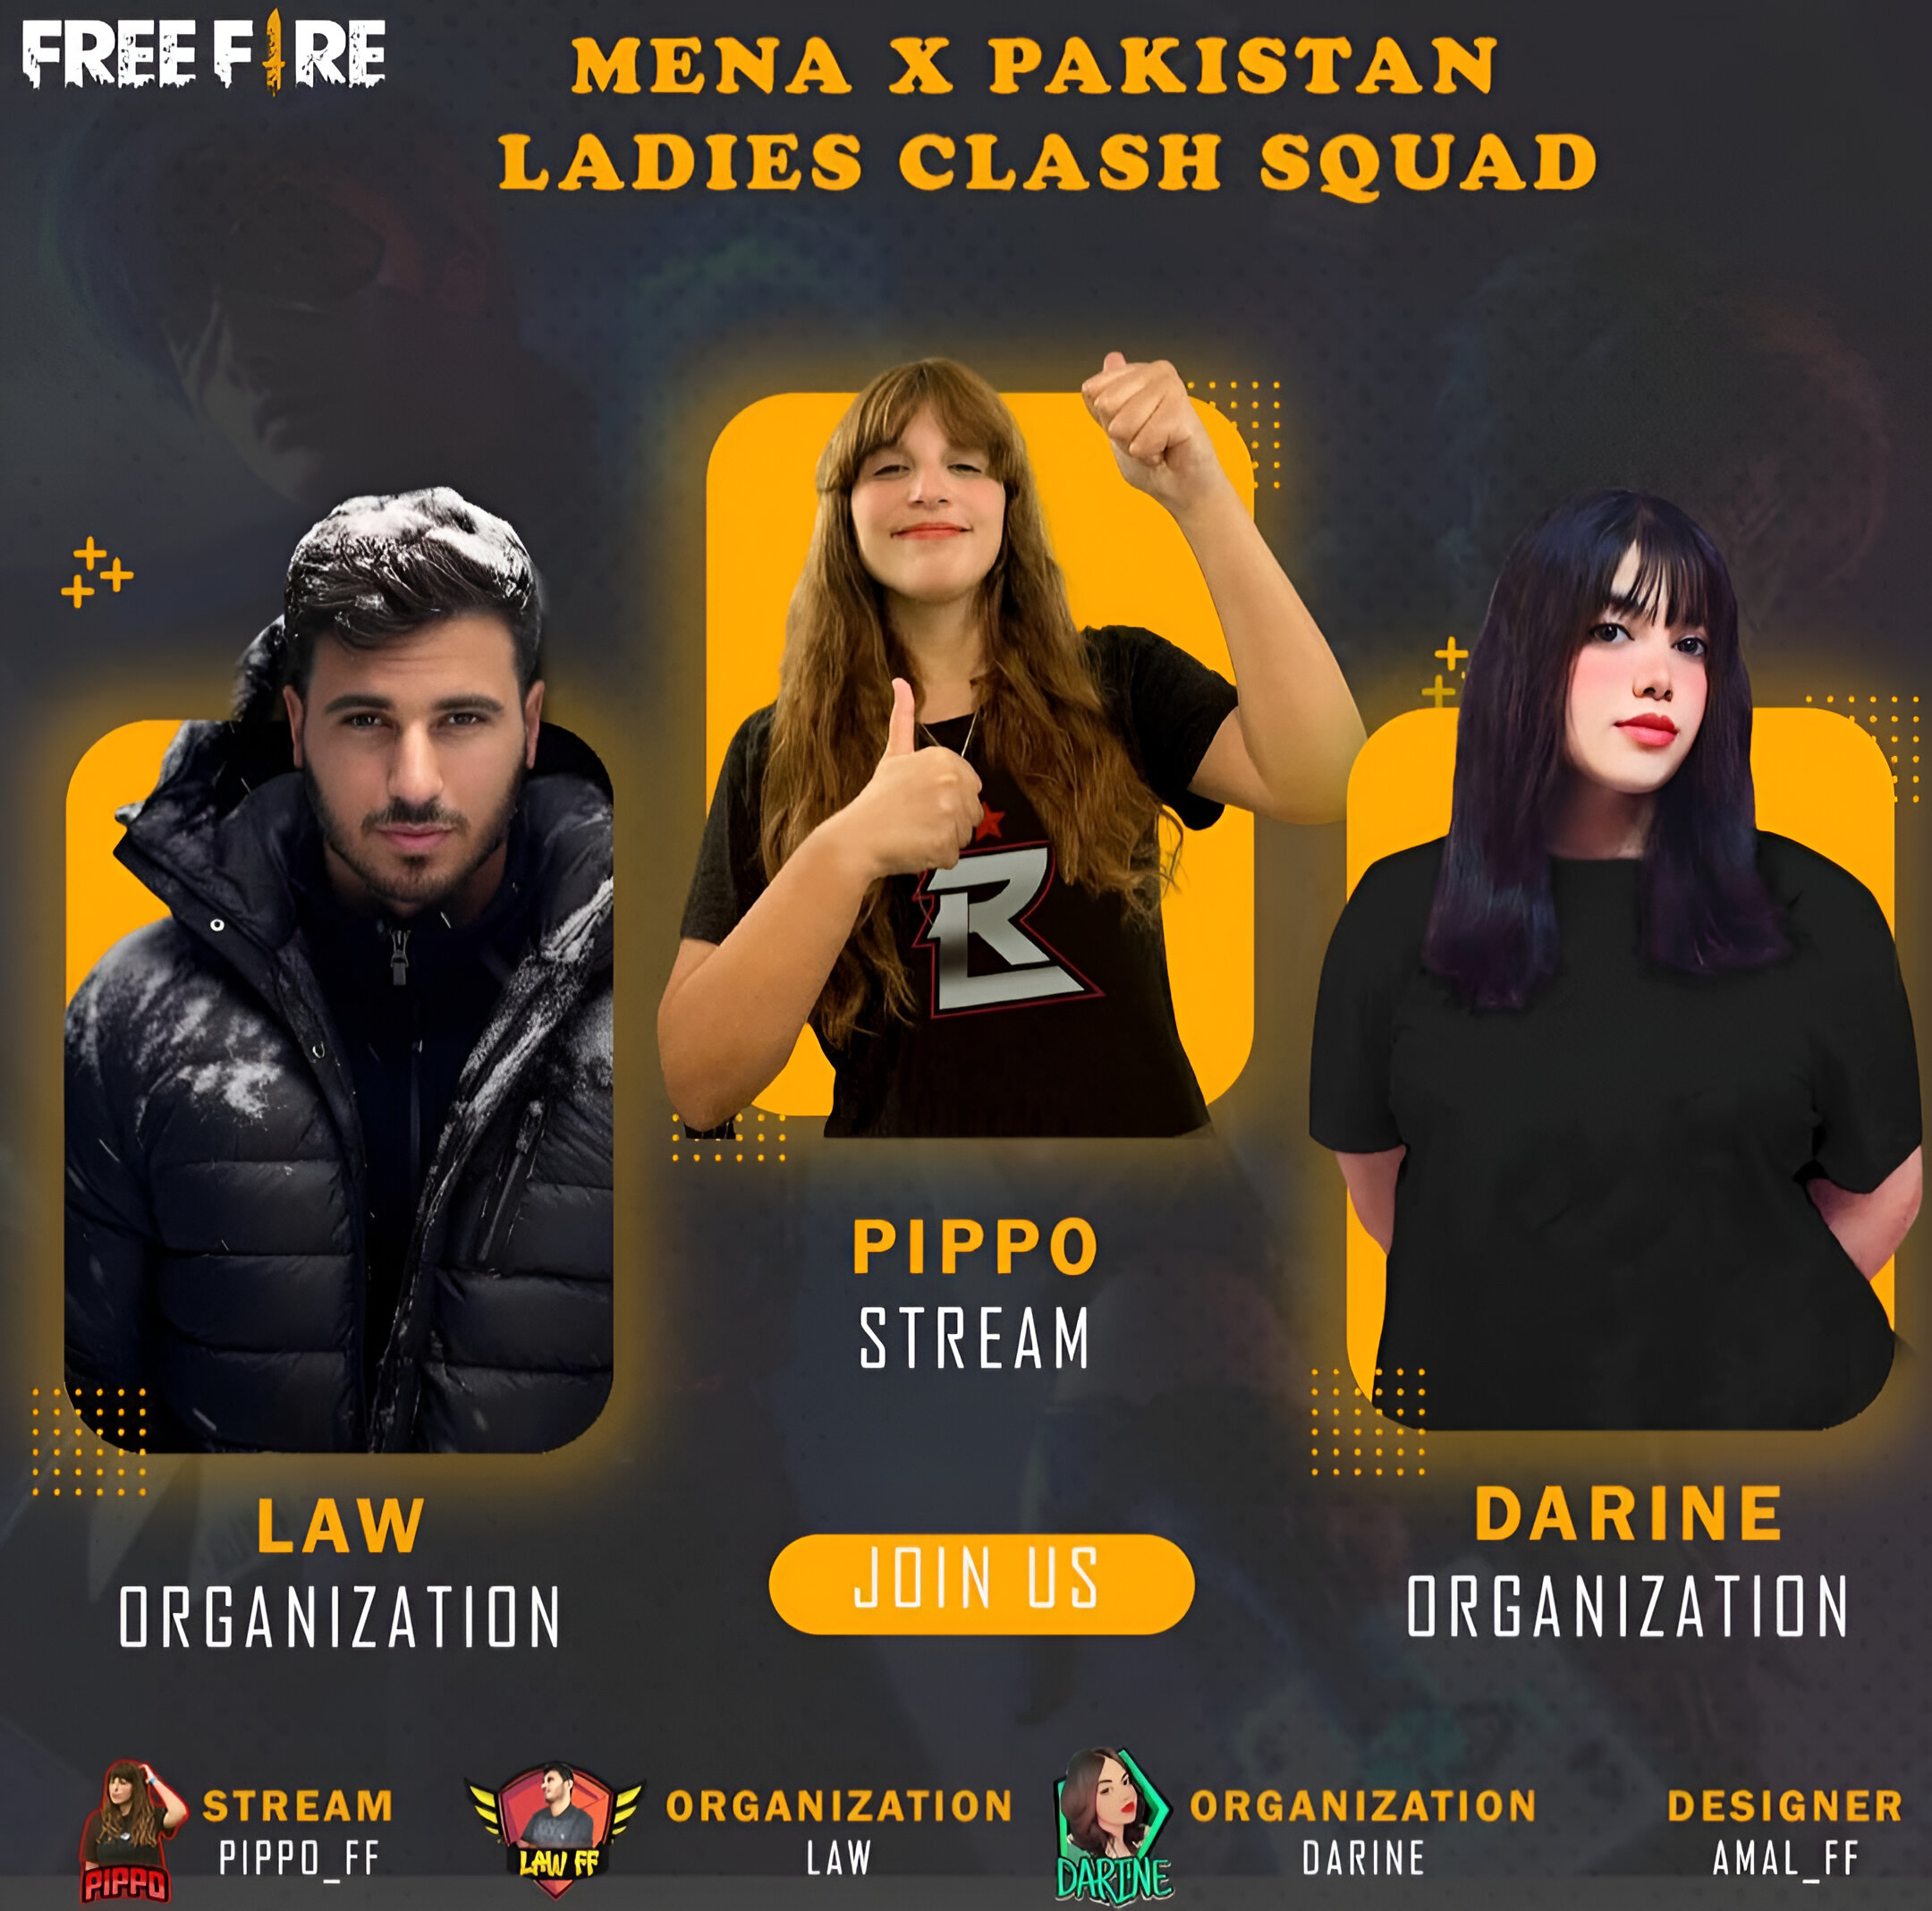 FREE FIRE
MENA X PAKISTAN
LADIES CLASH SQUAD
PIPPO
STREAM
LAW
ORGANIZATION
DARINE
ORGANIZATION
JOIN US
PIPPO
STREAM
PIPPO_FF
LAW FF
ORGANIZATION
LAW
DARINE
ORGANIZATION
DARINE
DESIGNER
AMAL_FF